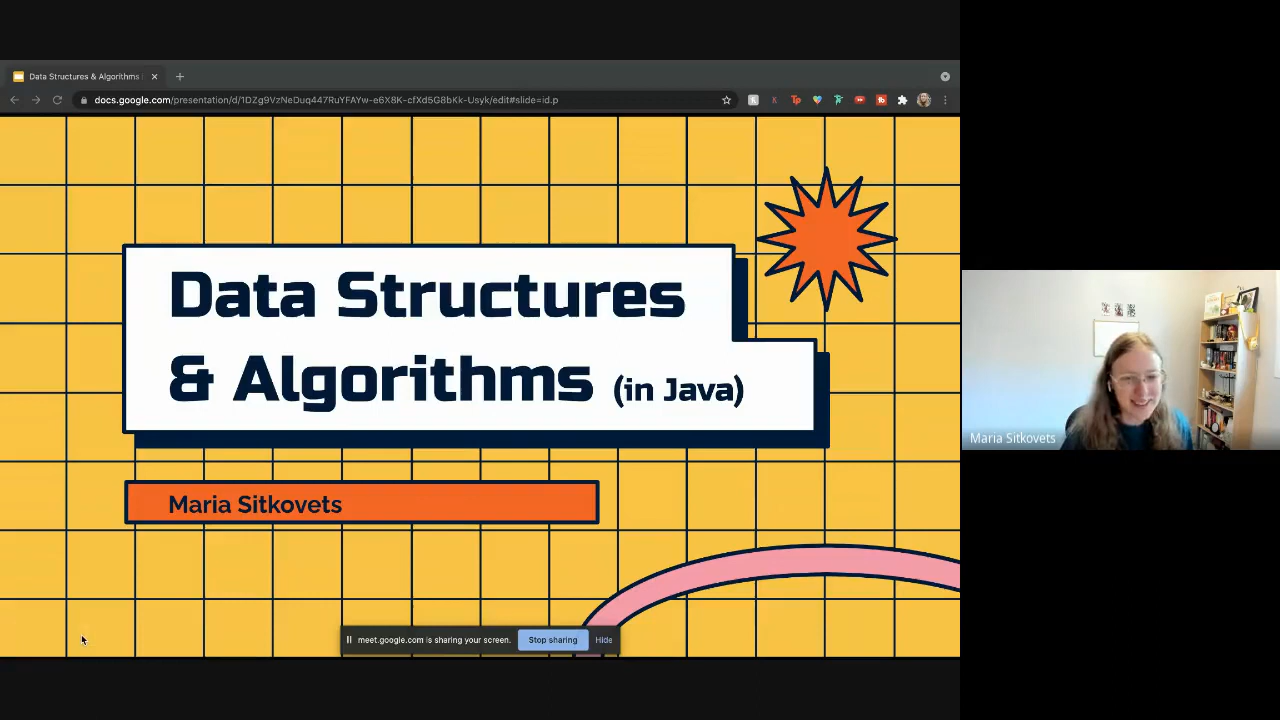 Data Structures & Algorithms
docs.google.com/presentation/d/1DZg9VzNeDuq447RuYFAYw-e6X8K-cfXd5G8bKk-Usyk/edit#slide=id.p
Data Structures
& Algorithms (in Java)
Maria Sitkovets
Maria Sitkovets
meet.google.com is sharing your screen.
Stop sharing
Hide